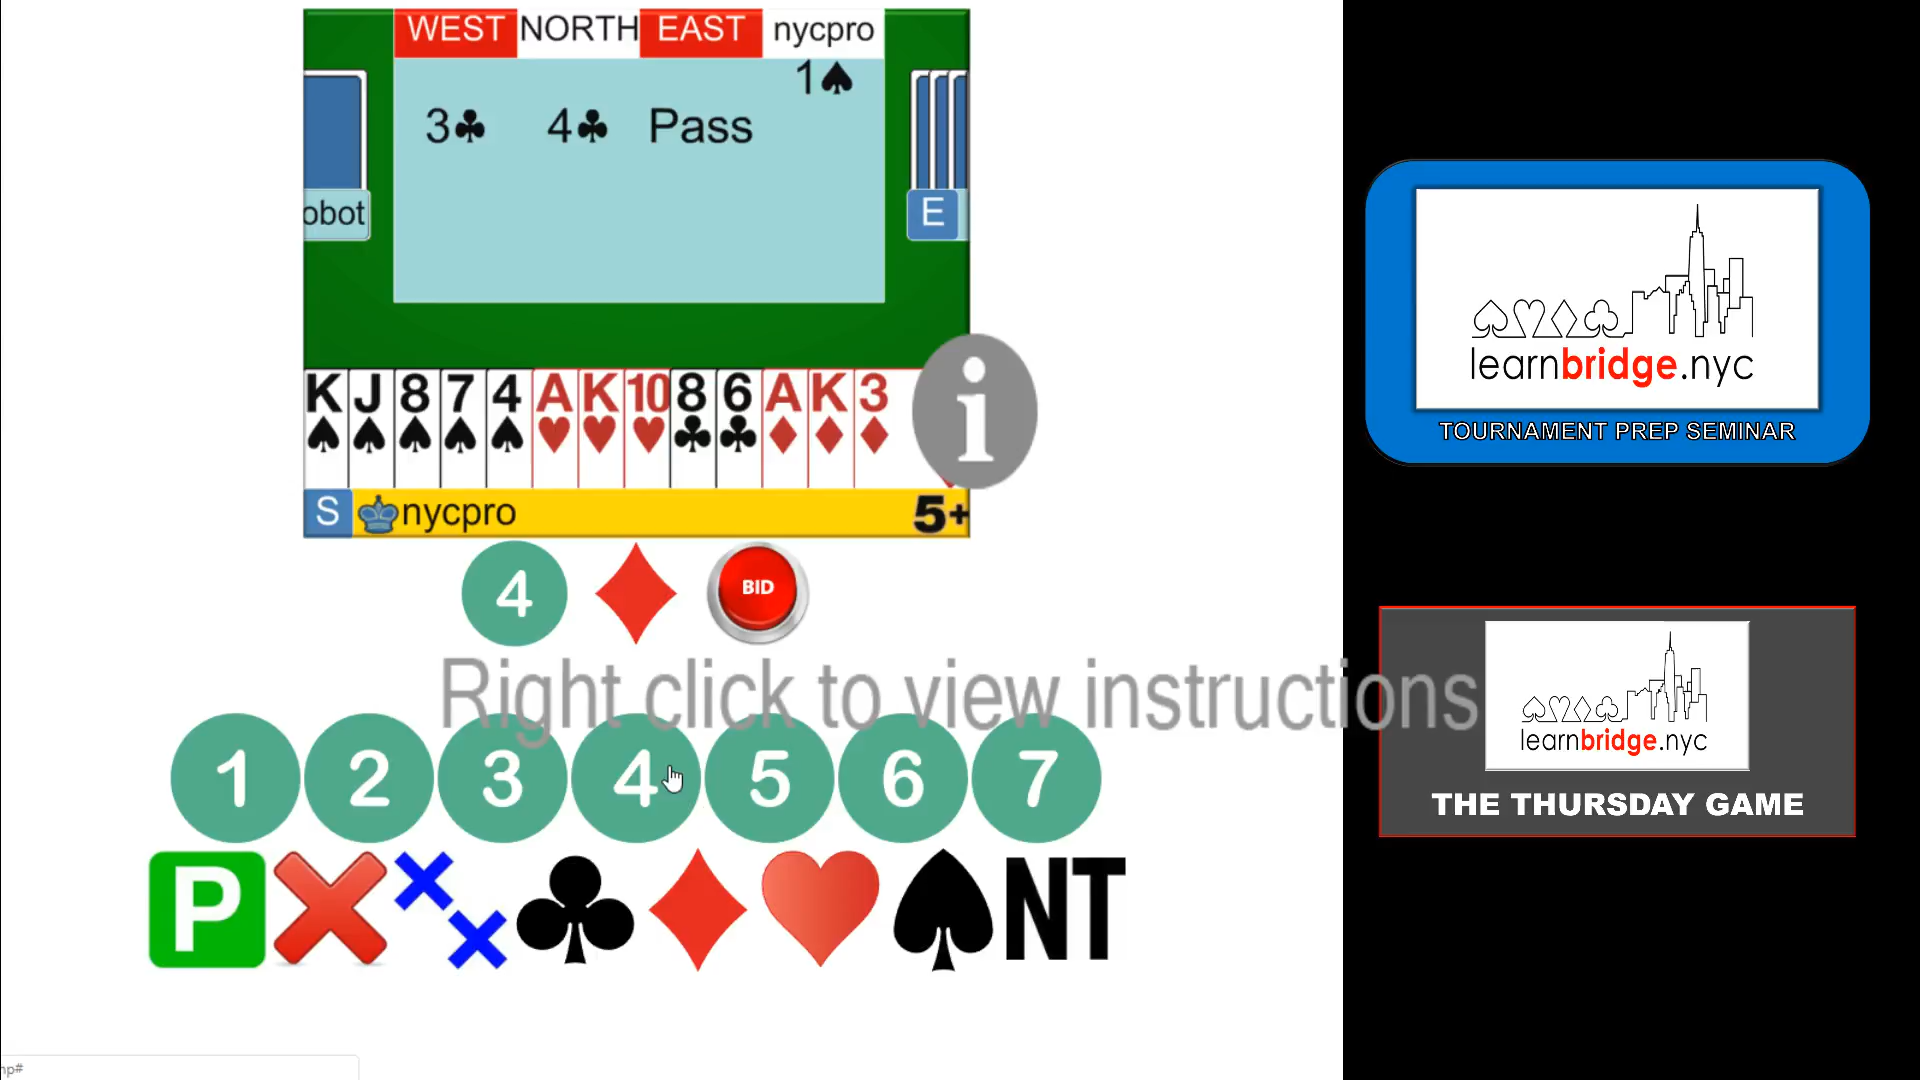 WEST NORTH EAST nycpro
1♠
3♣ 4♣ Pass
obot
E
K J 8 7 4 A K 10 8 6 A K 3
i
S nycpro 5+
4 BID
Right click to view instructions
1 2 3 4 5 6 7
P NT
np#
learnbridge.nyc
TOURNAMENT PREP SEMINAR
learnbridge.nyc
THE THURSDAY GAME